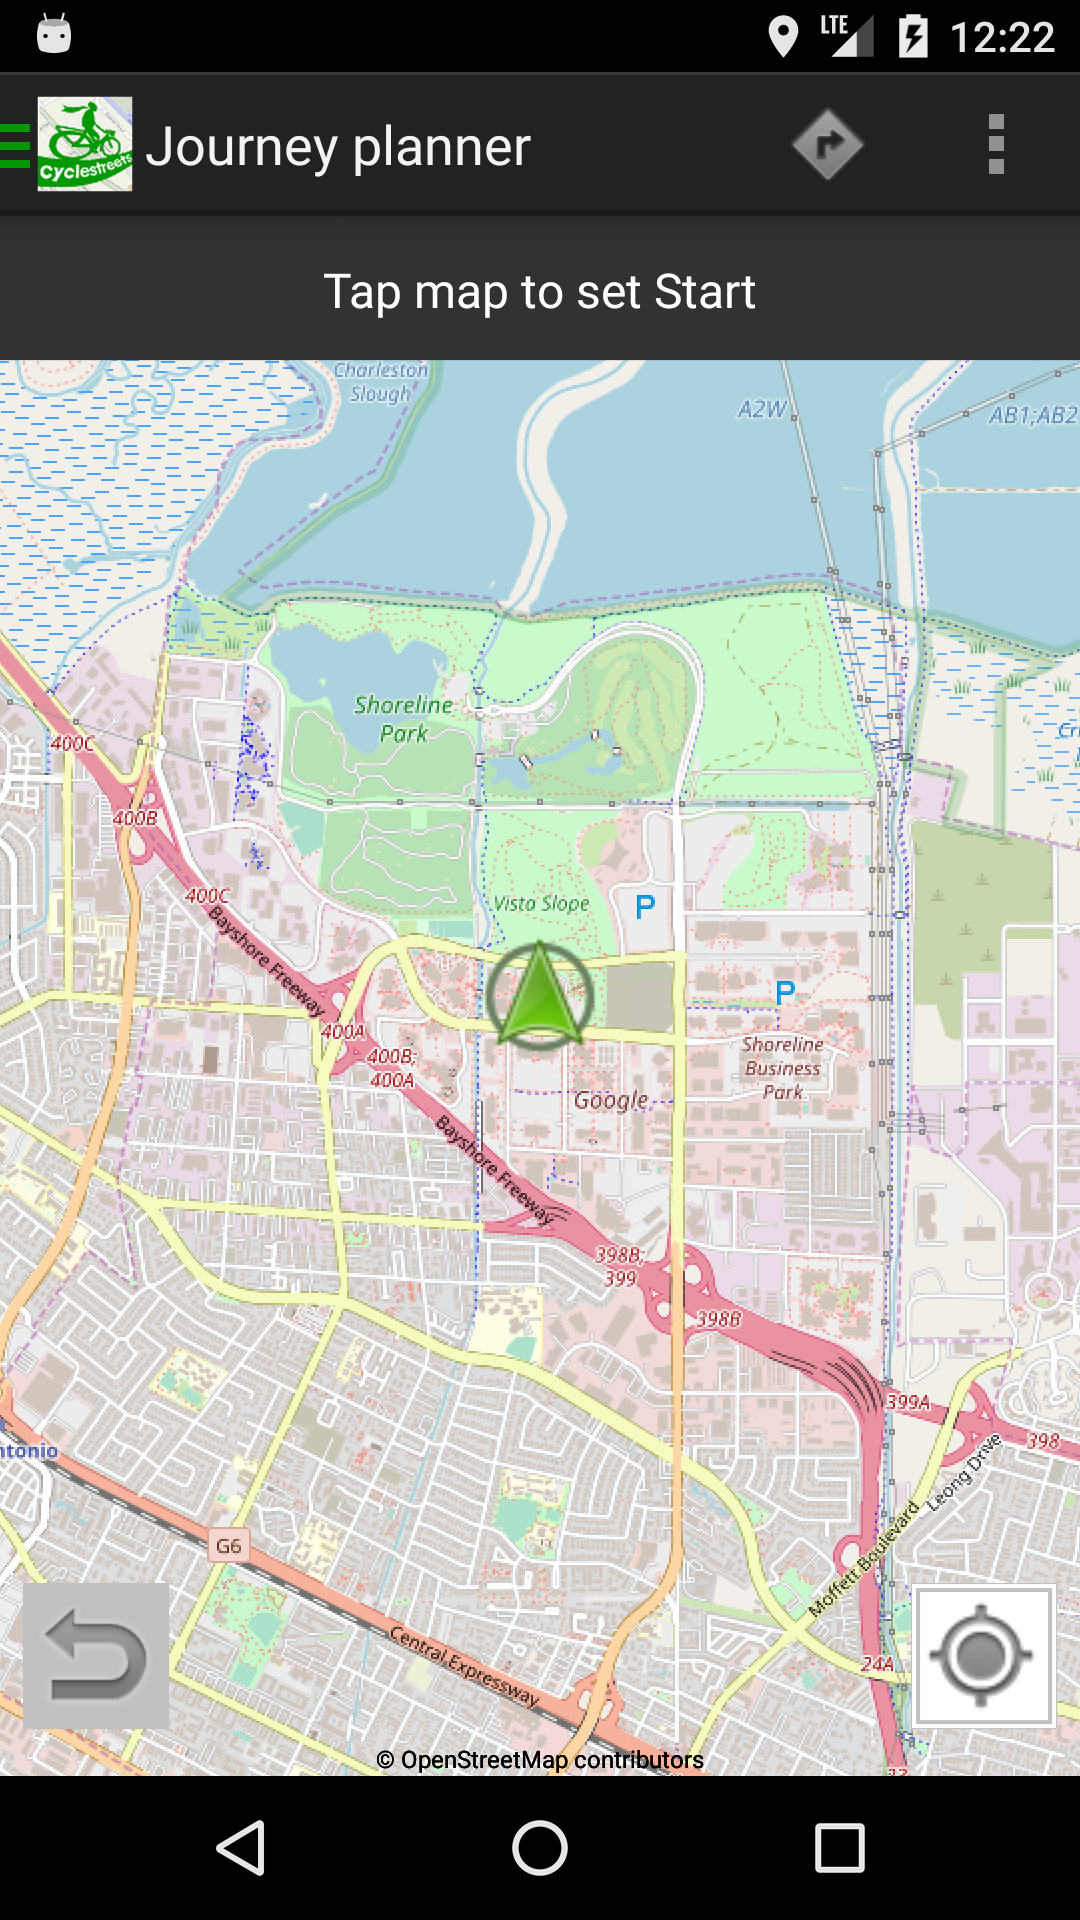 LTE 12:22
cyclestreets
Journey planner
Tap map to set Start
Charleston
Slough
A2W
AB1;AB2
Shoreline
Park
400C
400B
400C
Vista Slope
P
Bayshore Freeway
P
400A
400B;
400A
Shoreline
Business
Park
Google
Bayshore Freeway
398B;
399
398B
399A
398
ntonio
Leong Drive
G6
Moffett Boulevard
Central Expressway
24A
© OpenStreetMap contributors